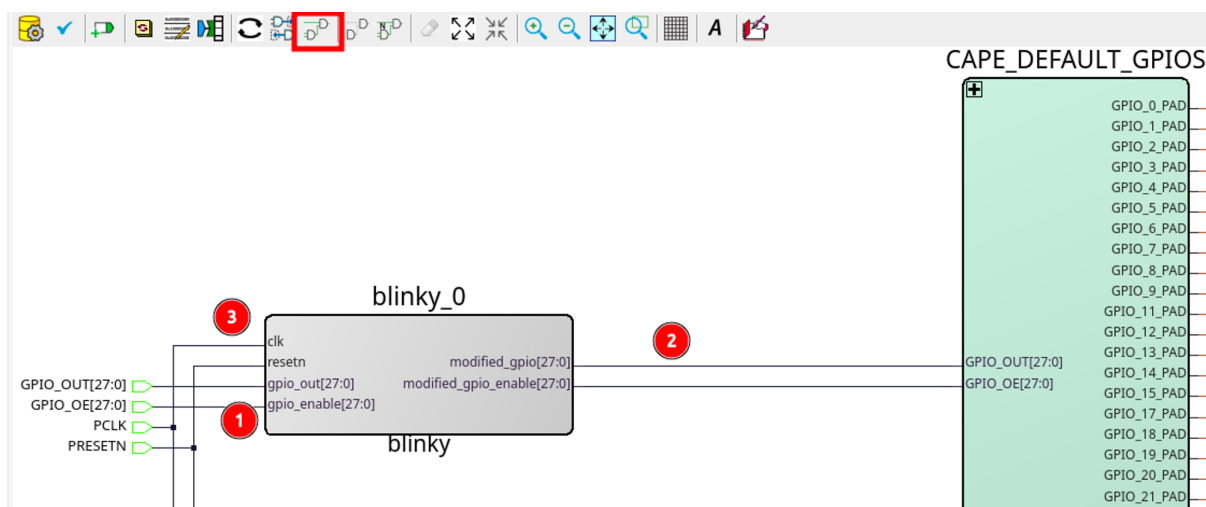 A
CAPE_DEFAULT_GPIOS
GPIO_0_PAD
GPIO_1_PAD
GPIO_2_PAD
GPIO_3_PAD
GPIO_4_PAD
GPIO_5_PAD
GPIO_6_PAD
GPIO_7_PAD
GPIO_8_PAD
GPIO_9_PAD
GPIO_11_PAD
GPIO_12_PAD
GPIO_13_PAD
GPIO_14_PAD
GPIO_15_PAD
GPIO_17_PAD
GPIO_18_PAD
GPIO_19_PAD
GPIO_20_PAD
GPIO_21_PAD
GPIO_OUT[27:0]
GPIO_OE[27:0]
blinky_0
3
clk
resetn
gpio_out[27:0]
gpio_enable[27:0]
modified_gpio[27:0]
modified_gpio_enable[27:0]
blinky
2
1
GPIO_OUT[27:0]
GPIO_OE[27:0]
PCLK
PRESETN